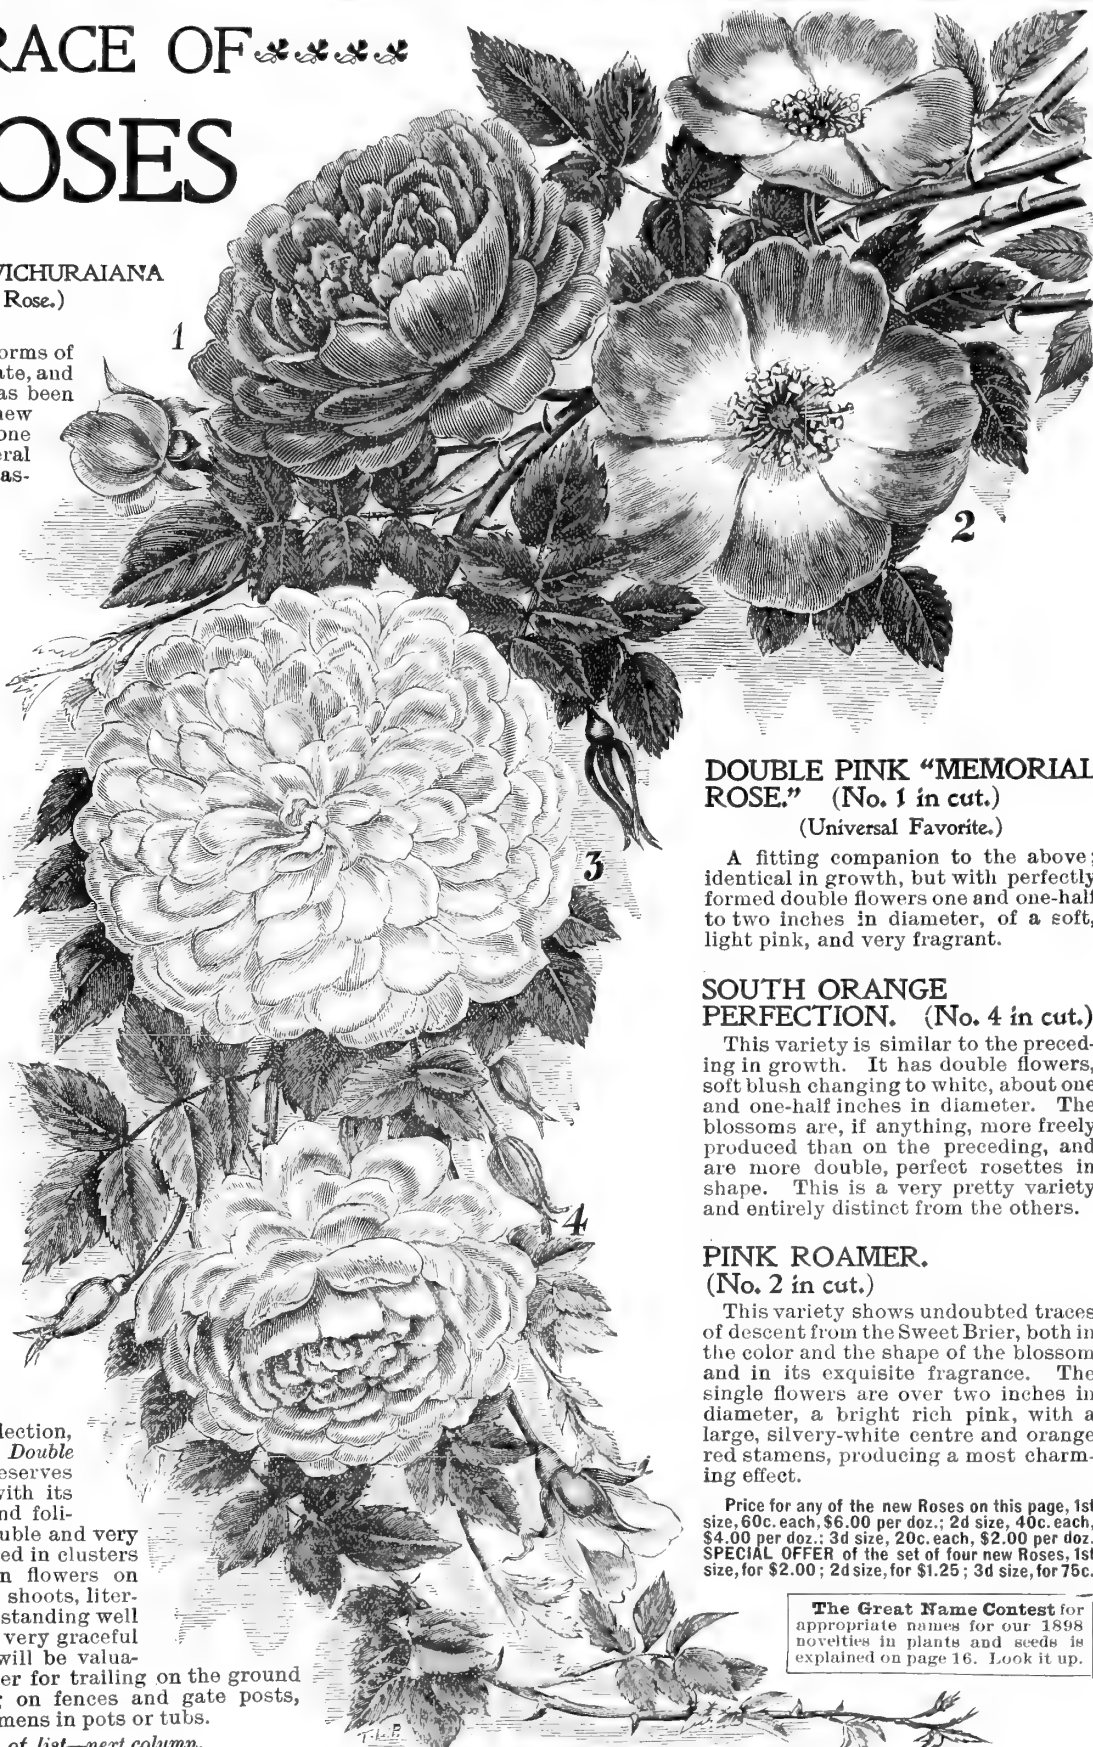 RACE OF
OSES
VICHURAIANA
Rose.)
1
orms of
ate, and
as been
new
one
eral
as-
2
3
4
lection,
Double
eserves
with its
nd foli-
uble and very
ed in clusters
n flowers on
shoots, liter-
standing well
very graceful
will be valua-
er for trailing on the ground
on fences and gate posts,
mens in pots or tubs.
of list—next column.
T.L.P.
DOUBLE PINK “MEMORIAL
ROSE.” (No. 1 in cut.)
(Universal Favorite.)
A fitting companion to the above;
identical in growth, but with perfectly
formed double flowers one and one-half
to two inches in diameter, of a soft,
light pink, and very fragrant.
SOUTH ORANGE
PERFECTION. (No. 4 in cut.)
This variety is similar to the preced-
ing in growth. It has double flowers,
soft blush changing to white, about one
and one-half inches in diameter. The
blossoms are, if anything, more freely
produced than on the preceding, and
are more double, perfect rosettes in
shape. This is a very pretty variety
and entirely distinct from the others.
PINK ROAMER.
(No. 2 in cut.)
This variety shows undoubted traces
of descent from the Sweet Brier, both in
the color and the shape of the blossom
and in its exquisite fragrance. The
single flowers are over two inches in
diameter, a bright rich pink, with a
large, silvery-white centre and orange
red stamens, producing a most charm-
ing effect.
Price for any of the new Roses on this page, 1st
size, 60c. each, $6.00 per doz.; 2d size, 40c. each,
$4.00 per doz.; 3d size, 20c. each, $2.00 per doz.
SPECIAL OFFER of the set of four new Roses, 1st
size, for $2.00; 2d size, for $1.25; 3d size, for 75c.
The Great Name Contest for
appropriate names for our 1898
novelties in plants and seeds is
explained on page 16. Look it up.